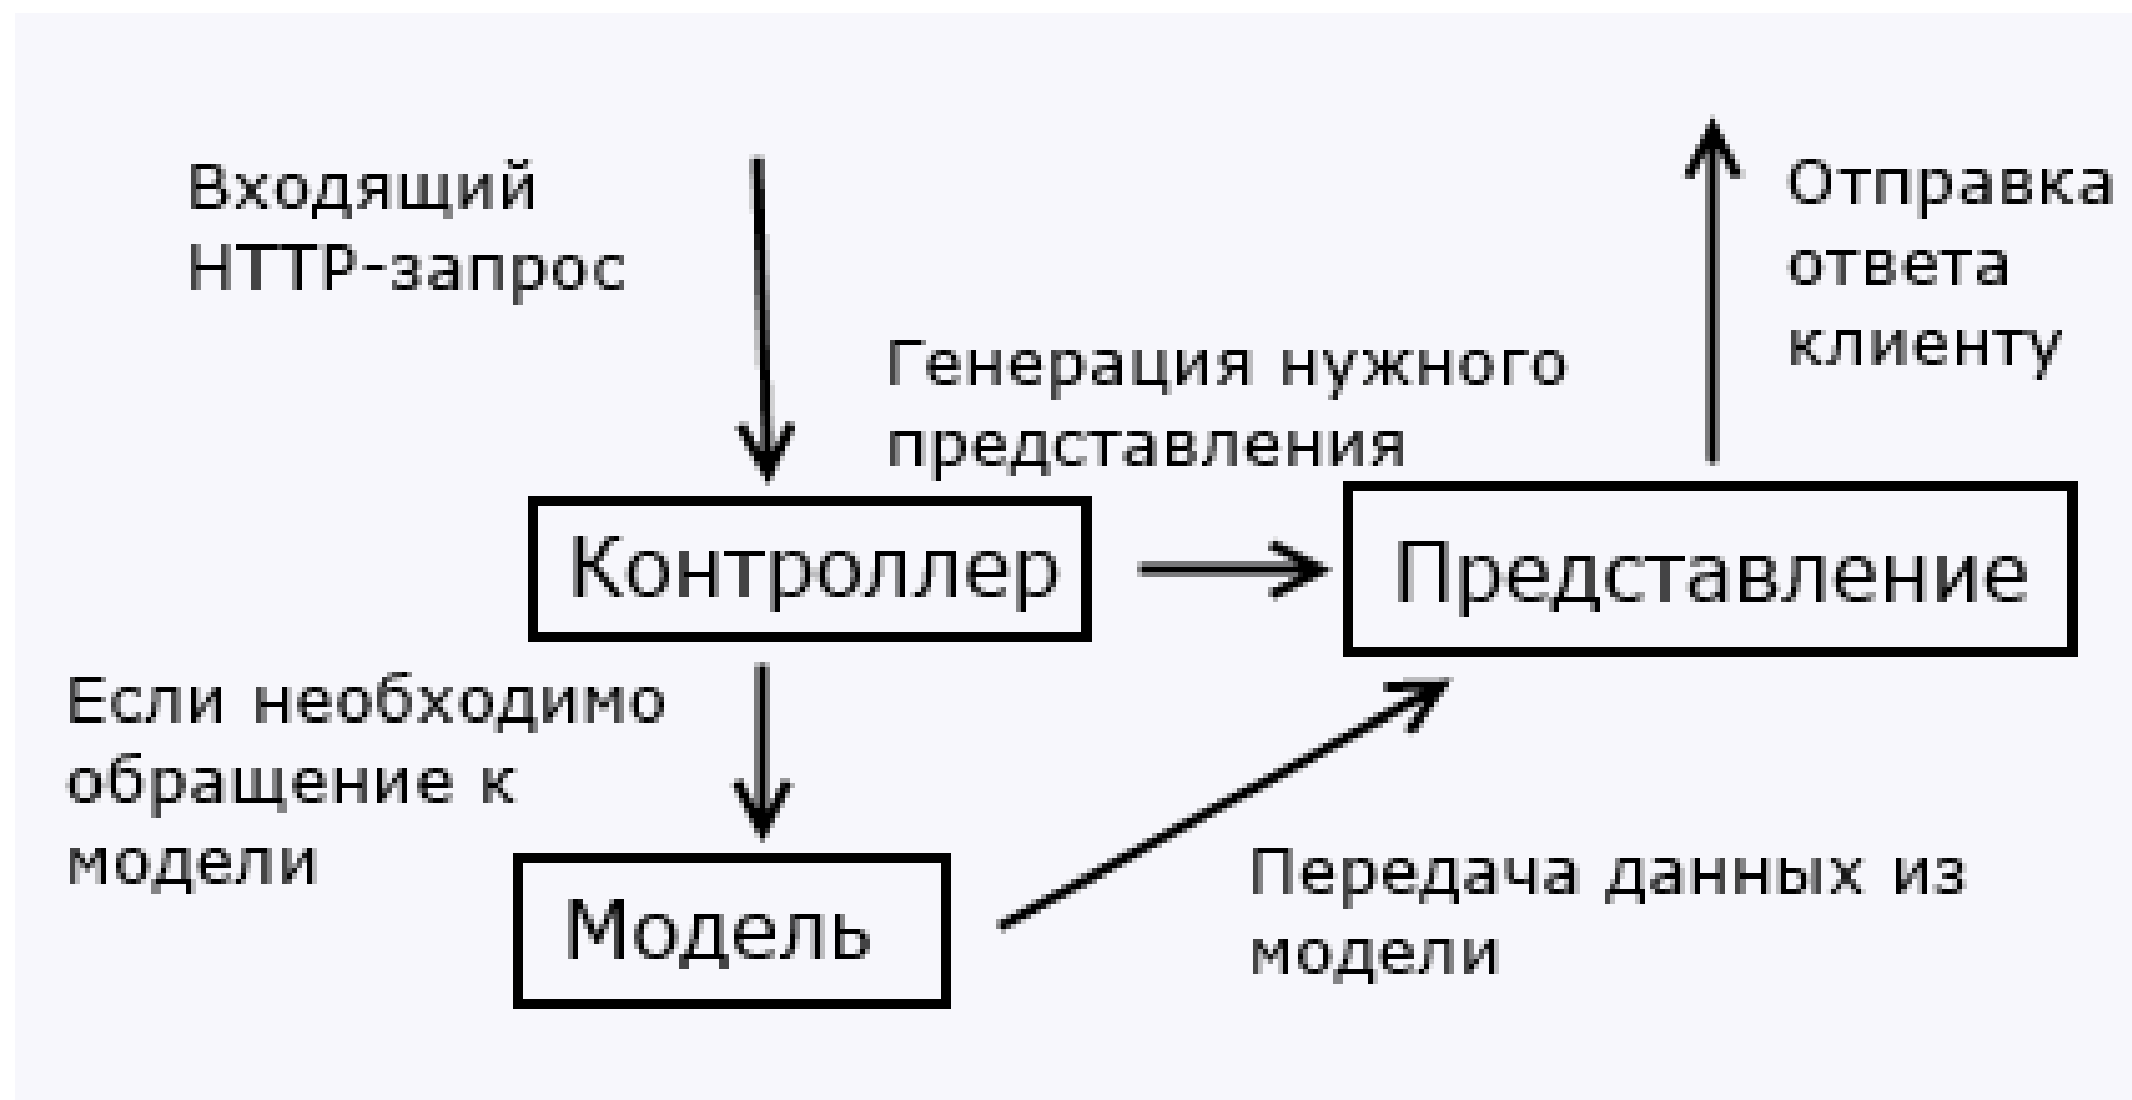 Входящий
HTTP-запрос
Отправка
ответа
клиенту
Генерация нужного
представления
Контроллер
Представление
Если необходимо
обращение к
модели
Модель
Передача данных из
модели